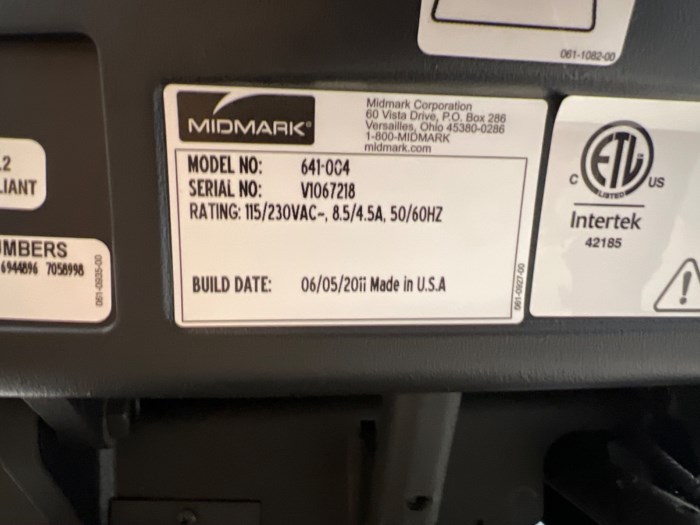 061-1082-00
MIDMARK®
Midmark Corporation
60 Vista Drive, P.O. Box 286
Versailles, Ohio 45380-0286
1-800-MIDMARK
midmark.com
MODEL NO: 641-004
SERIAL NO: V1067218
RATING: 115/230VAC~, 8.5/4.5A, 50/60HZ
BUILD DATE: 06/05/2011 Made in U.S.A
061-0927-00
.2
LIANT
MBERS
6944896 7058998
061-0935-00
C ETL US
LISTED
Intertek
42185